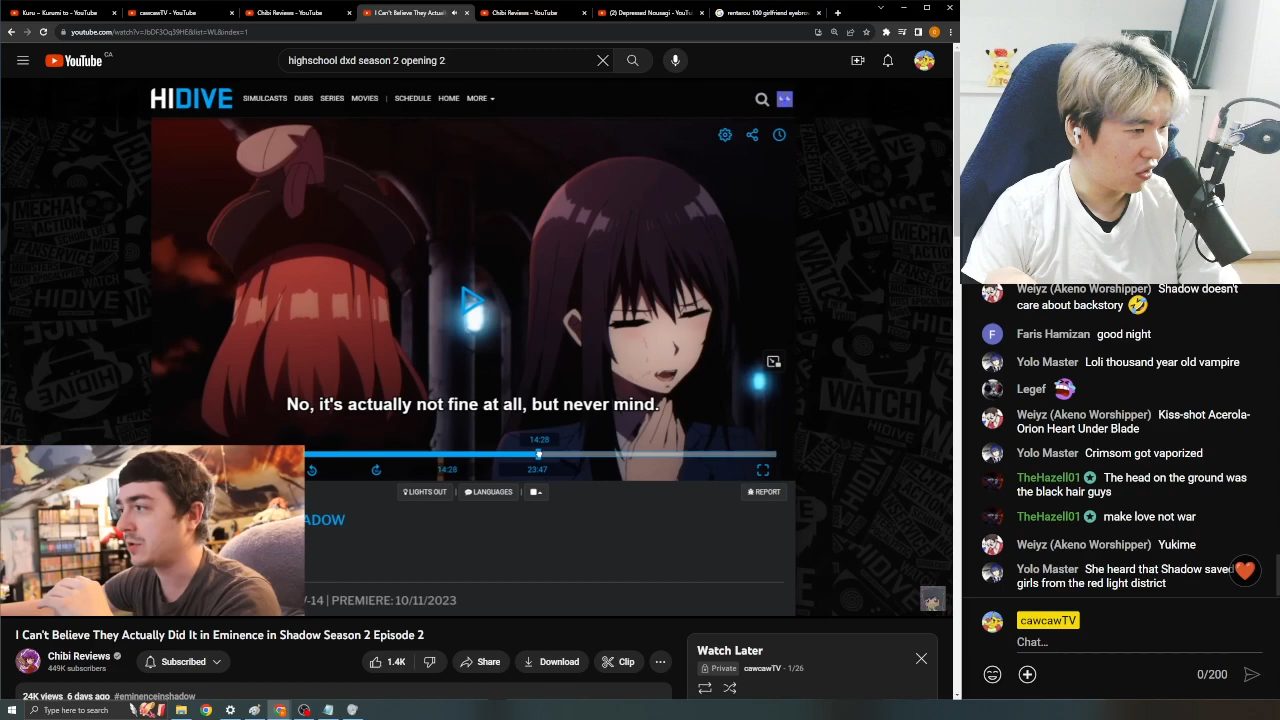 Kuru ~ Kurumi to - YouTube
cawcawTV - YouTube
Chibi Reviews - YouTube
I Can't Believe They Actual
Chibi Reviews - YouTube
(2) Depressed Nousagi - YouTu
renterou 100 girlfriend eyebro
youtube.com/watch?v=JbDF3Oq39HE&list=WL&index=1
YouTube CA
highschool dxd season 2 opening 2
HIDIVE
SIMULCASTS DUBS SERIES MOVIES | SCHEDULE HOME MORE
No, it's actually not fine at all, but never mind.
14:28
14:28
23:47
LIGHTS OUT | LANGUAGES
REPORT
ADOW
-14 | PREMIERE: 10/11/2023
I Can't Believe They Actually Did It in Eminence in Shadow Season 2 Episode 2
Chibi Reviews
449K subscribers
Subscribed
1.4K
Share
Download
Clip
24K views 6 days ago #eminenceinshadow
Watch Later
Private cawcawTV - 1/26
Weiyz (Akeno Worshipper) Shadow doesn't
care about backstory
F
Faris Hamizan good night
Yolo Master Loli thousand year old vampire
Legef
Weiyz (Akeno Worshipper) Kiss-shot Acerola-
Orion Heart Under Blade
Yolo Master Crimsom got vaporized
TheHazell01 The head on the ground was
the black hair guys
TheHazell01 make love not war
Weiyz (Akeno Worshipper) Yukime
Yolo Master She heard that Shadow saved
girls from the red light district
cawcawTV
Chat...
0/200
Type here to search